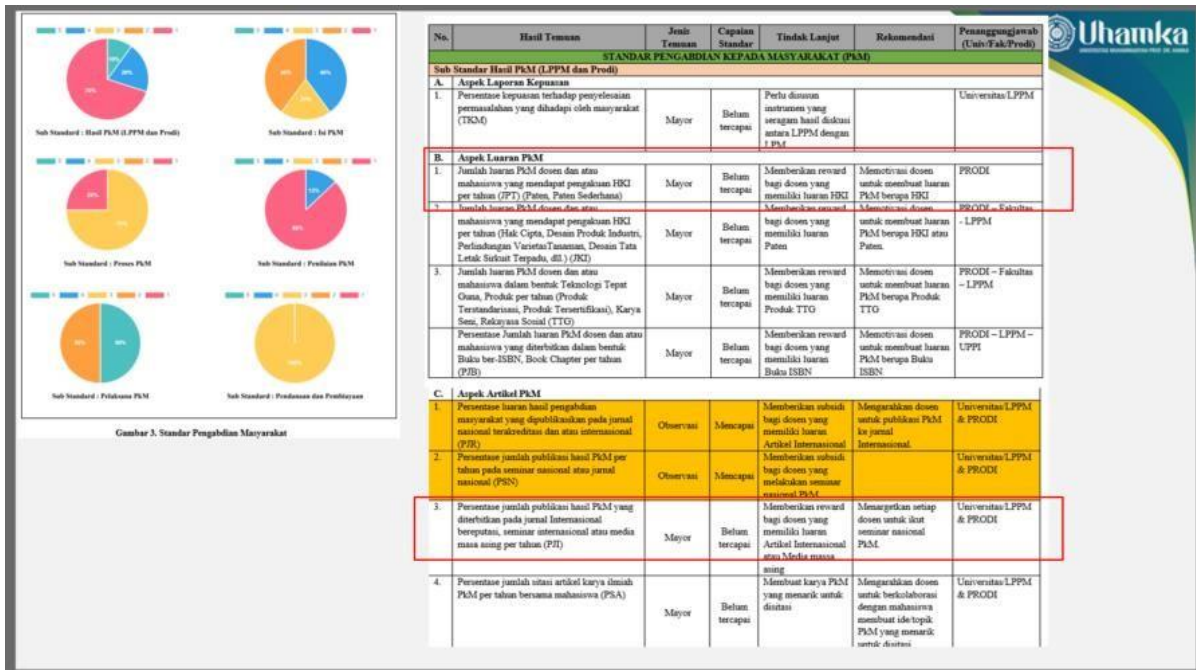 Uhamka
Sub Standard : Hasil PkM (LPPM dan Prodi)
Sub Standard : Isi PkM
Sub Standard : Proses PkM
Sub Standard : Penilaian PkM
Sub Standard : Pelaksana PkM
Sub Standard : Pendanaan dan Pembiayaan
Gambar 3. Standar Pengabdian Masyarakat
No. Hasil Temuan Jenis Temuan Capaian Standar Tindak Lanjut Rekomendasi Penanggungjawab (Univ/Fak/Prodi)
STANDAR PENGABDIAN KEPADA MASYARAKAT (PkM)
Sub Standar Hasil PkM (LPPM dan Prodi)
A. Aspek Laporan Kepuasan
1. Persentase kepuasan terhadap penyelesaian
permasalahan yang dihadapi oleh masyarakat
(TKM)
Mayor
Belum
tercapai
Perlu disusun
instrumen yang
seragam hasil diskusi
antara LPPM dengan
LPM
Universitas/LPPM
B. Aspek Luaran PkM
1. Jumlah luaran PkM dosen dan atau
mahasiswa yang mendapat pengakuan HKI
per tahun (JPT) (Paten, Paten Sederhana)
Mayor
Belum
tercapai
Memberikan reward
bagi dosen yang
memiliki luaran HKI
Memotivasi dosen
untuk membuat luaran
PkM berupa HKI
PRODI
2. Jumlah luaran PkM dosen dan atau
mahasiswa yang mendapat pengakuan HKI
per tahun (Hak Cipta, Desain Produk Industri,
Perlindungan VarietasTanaman, Desain Tata
Letak Sirkuit Terpadu, dll.) (JKI)
Mayor
Belum
tercapai
Memberikan reward
bagi dosen yang
memiliki luaran
Paten
Memotivasi dosen
untuk membuat luaran
PkM berupa HKI atau
Paten.
PRODI – Fakultas
- LPPM
3. Jumlah luaran PkM dosen dan atau
mahasiswa dalam bentuk Teknologi Tepat
Guna, Produk per tahun (Produk
Terstandarisasi, Produk Tersertifikasi), Karya
Seni, Rekayasa Sosial (TTG)
Mayor
Belum
tercapai
Memberikan reward
bagi dosen yang
memiliki luaran
Produk TTG
Memotivasi dosen
untuk membuat luaran
PkM berupa Produk
TTG
PRODI – Fakultas
– LPPM
Persentase Jumlah luaran PkM dosen dan atau
mahasiswa yang diterbitkan dalam bentuk
Buku ber-ISBN, Book Chapter per tahun
(PJB)
Mayor
Belum
tercapai
Memberikan reward
bagi dosen yang
memiliki luaran
Buku ISBN
Memotivasi dosen
untuk membuat luaran
PkM berupa Buku
ISBN.
PRODI – LPPM –
UPPI
C. Aspek Artikel PkM
1. Persentase luaran hasil pengabdian
masyarakat yang dipublikasikan pada jurnal
nasional terakreditasi dan atau internasional
(PJR)
Observasi
Mencapai
Memberikan subsidi
bagi dosen yang
memiliki luaran
Artikel Internasional
Mengarahkan dosen
untuk publikasi PkM
ke jurnal
Internasional.
Universitas/LPPM
& PRODI
2. Persentase jumlah publikasi hasil PkM per
tahun pada seminar nasional atau jurnal
nasional (PSN)
Observasi
Mencapai
Memberikan subsidi
bagi dosen yang
melakukan seminar
nasional PkM
Universitas/LPPM
& PRODI
3. Persentase jumlah publikasi hasil PkM yang
diterbitkan pada jurnal Internasional
bereputasi, seminar internasional atau media
masa asing per tahun (PJI)
Mayor
Belum
tercapai
Memberikan reward
bagi dosen yang
memiliki luaran
Artikel Internasional
atau Media massa
asing
Menargetkan setiap
dosen untuk ikut
seminar nasional
PkM.
Universitas/LPPM
& PRODI
4. Persentase jumlah sitasi artikel karya ilmiah
PkM per tahun bersama mahasiswa (PSA)
Mayor
Belum
tercapai
Membuat karya PkM
yang menarik untuk
disitasi
Mengarahkan dosen
untuk berkolaborasi
dengan mahasiswa
membuat ide/topik
PkM yang menarik
untuk disitasi
Universitas/LPPM
& PRODI